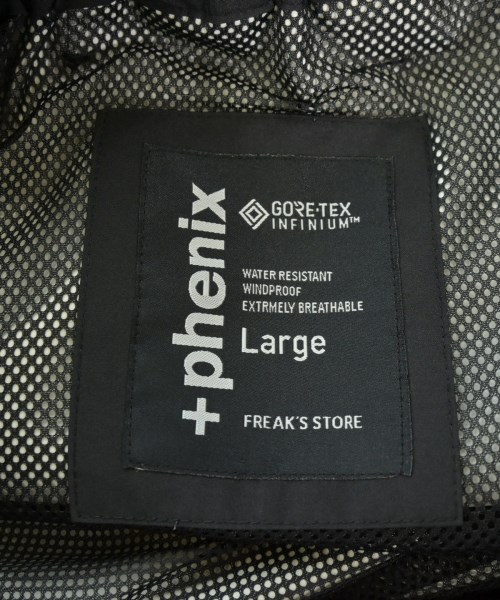 +phenix
GORE-TEX
INFINIUM™
WATER RESISTANT
WINDPROOF
EXTRMELY BREATHABLE
Large
FREAK'S STORE